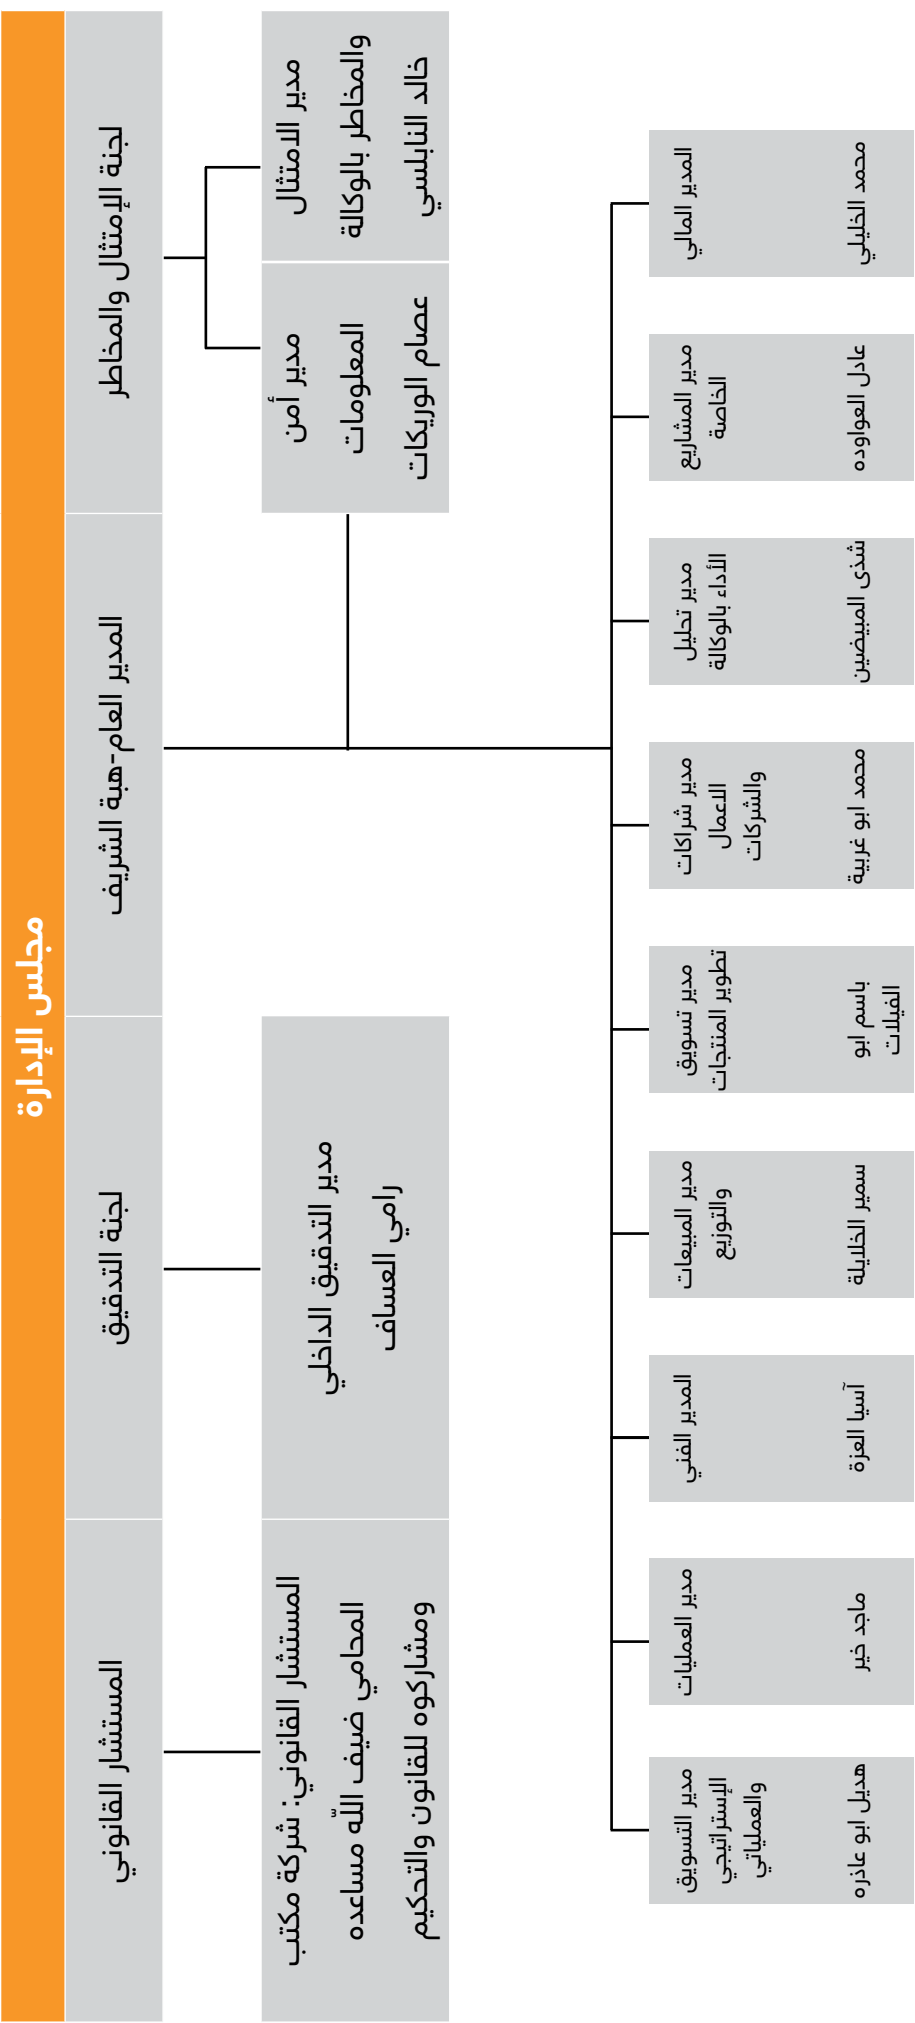 مجلس الإدارة
لجنة الإمتثال والمخاطر
المدير العام-هبة الشريف
لجنة التدقيق
المستشار القانوني
مدير الامتثال
والمخاطر بالوكالة
خالد النابلسي
مدير أمن
المعلومات
عصام الوريكات
مدير التدقيق الداخلي
رامي العساف
المستشار القانوني: شركة مكتب
المحامي ضيف الله مساعده
ومشاركوه للقانون والتحكيم
المدير المالي
محمد الخليلي
مدير المشاريع
الخاصة
عادل العواوده
مدير تحليل
الأداء بالوكالة
شذى المبيضين
مدير شراكات
الاعمال
والشركات
محمد ابو غريبة
مدير تسويق
تطوير المنتجات
باسم ابو
الفيلات
مدير المبيعات
والتوزيع
سمير الخلايلة
المدير الفني
آسيا العزة
مدير العمليات
ماجد خير
مدير التسويق
الإستراتيجي
والعملياتي
هديل ابو عاذره